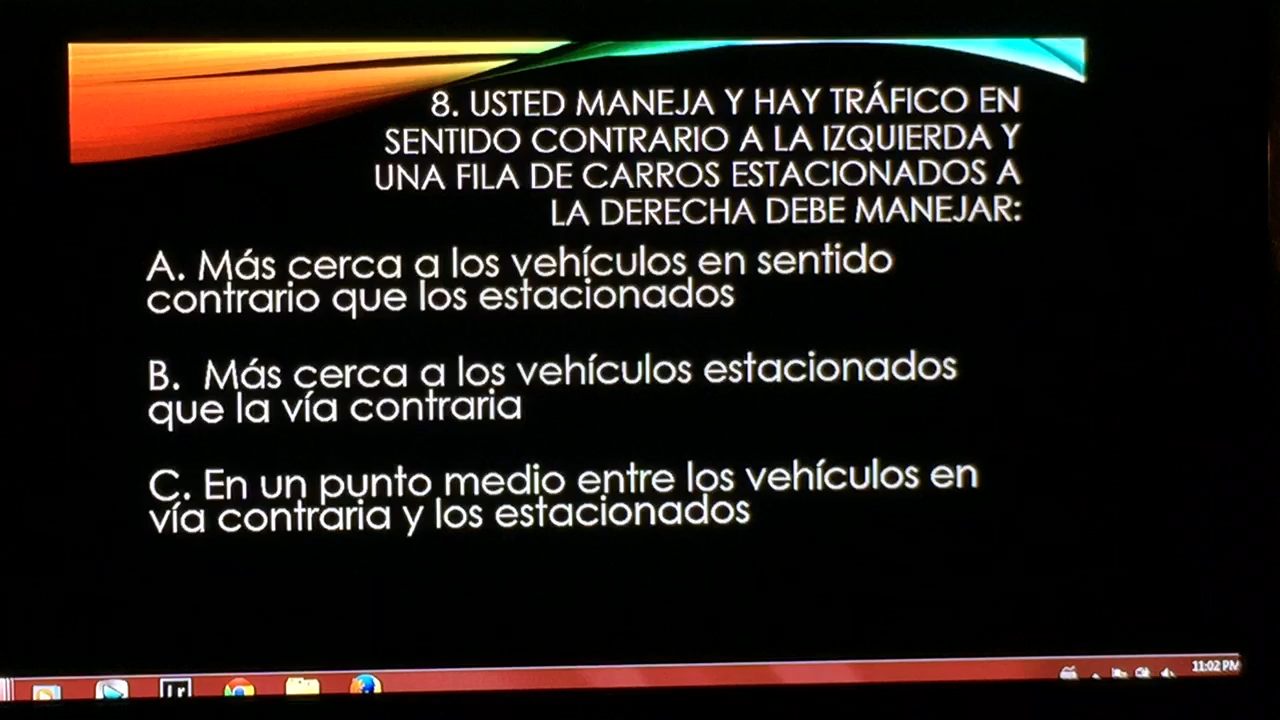 8. USTED MANEJA Y HAY TRÁFICO EN
SENTIDO CONTRARIO A LA IZQUIERDA Y
UNA FILA DE CARROS ESTACIONADOS A
LA DERECHA DEBE MANEJAR:
A. Más cerca a los vehículos en sentido
contrario que los estacionados
B. Más cerca a los vehículos estacionados
que la vía contraria
C. En un punto medio entre los vehículos en
vía contraria y los estacionados
Lr
11:02 PM